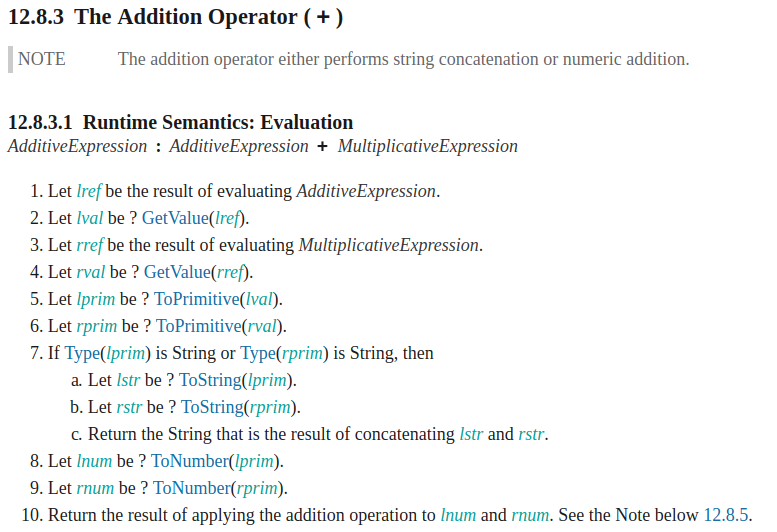 12.8.3 The Addition Operator ( + )
NOTE The addition operator either performs string concatenation or numeric addition.
12.8.3.1 Runtime Semantics: Evaluation
AdditiveExpression : AdditiveExpression + MultiplicativeExpression
1. Let lref be the result of evaluating AdditiveExpression.
2. Let lval be ? GetValue(lref).
3. Let rref be the result of evaluating MultiplicativeExpression.
4. Let rval be ? GetValue(rref).
5. Let lprim be ? ToPrimitive(lval).
6. Let rprim be ? ToPrimitive(rval).
7. If Type(lprim) is String or Type(rprim) is String, then
a. Let lstr be ? ToString(lprim).
b. Let rstr be ? ToString(rprim).
c. Return the String that is the result of concatenating lstr and rstr.
8. Let lnum be ? ToNumber(lprim).
9. Let rnum be ? ToNumber(rprim).
10. Return the result of applying the addition operation to lnum and rnum. See the Note below 12.8.5.